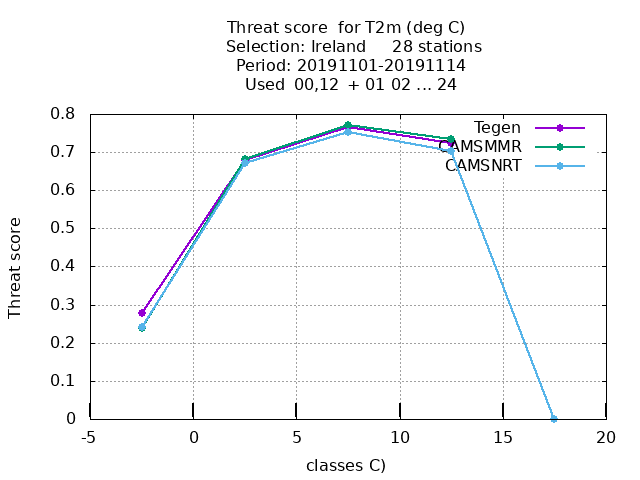 Threat score  for T2m (deg C)
Selection: Ireland     28 stations
Period: 20191101-20191114
Used  00,12  + 01 02 ... 24
Threat score
0.8
0.7
0.6
0.5
0.4
0.3
0.2
0.1
0
-5
0
5
10
15
20
classes C)
Tegen
CAMSMMR
CAMSNRT